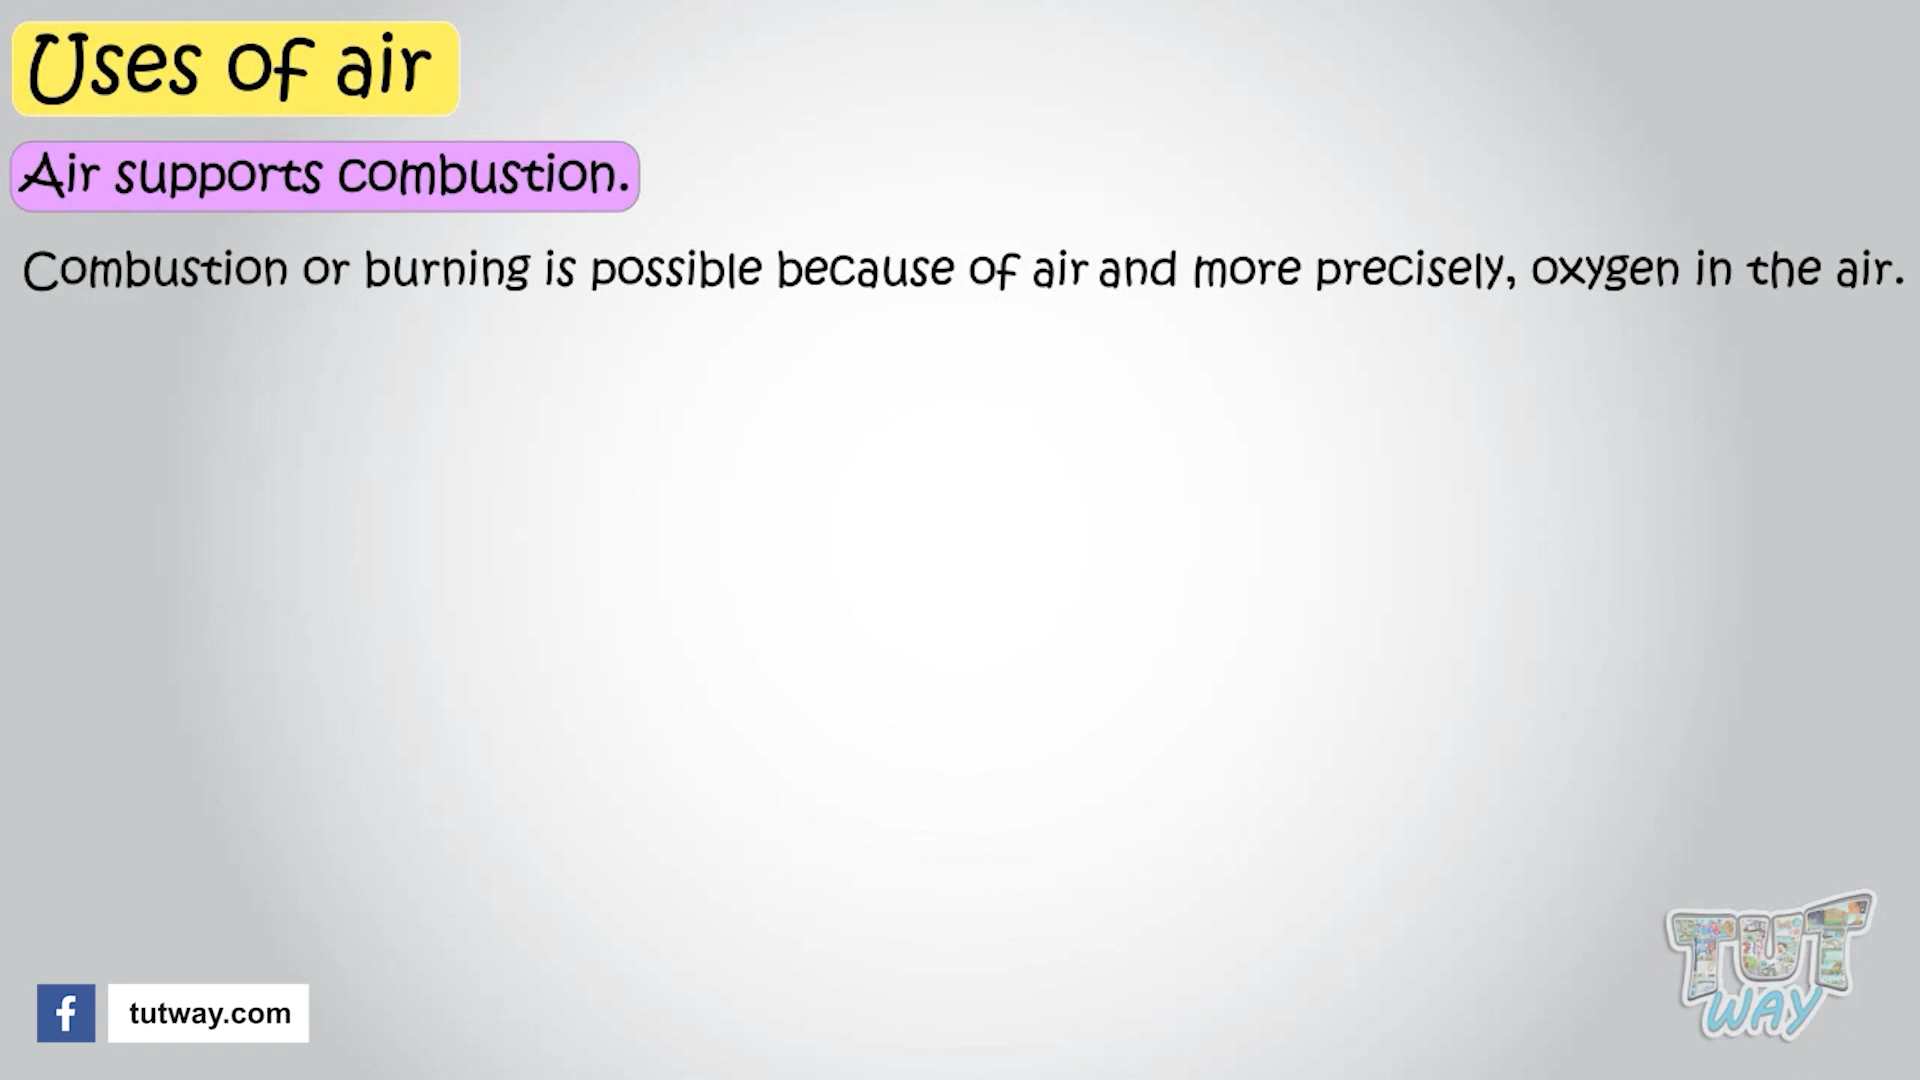 Uses of air
Air supports combustion.
Combustion or burning is possible because of air and more precisely, oxygen in the air.
f
tutway.com
TUT
WAY